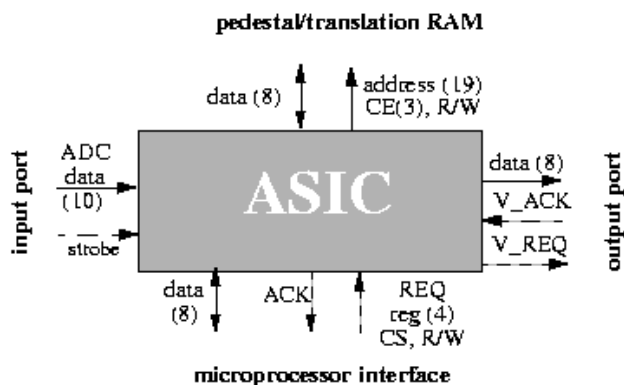 pedestal/translation RAM
data (8)
address (19)
CE(3), R/W
input port
ADC
data
(10)
strobe
ASIC
data (8)
V_ACK
V_REQ
output port
data
(8)
ACK
REQ
reg (4)
CS, R/W
microprocessor interface